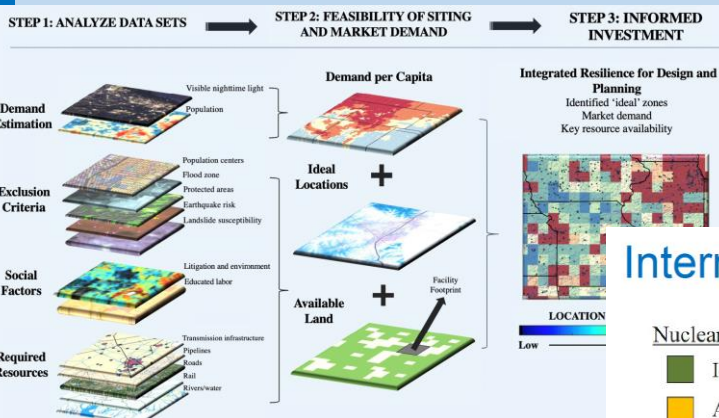 STEP 1: ANALYZE DATA SETS
STEP 2: FEASIBILITY OF SITING
AND MARKET DEMAND
STEP 3: INFORMED
INVESTMENT
Demand
Estimation
Visible nighttime light
Population
Exclusion
Criteria
Population centers
Flood zone
Protected areas
Earthquake risk
Landslide susceptibility
Social
Factors
Litigation and environment
Educated labor
Required
Resources
Transmission infrastructure
Pipelines
Roads
Rail
Rivers/water
Demand per Capita
+
Ideal
Locations
+
Available
Land
Facility
Footprint
Integrated Resilience for Design and
Planning
Identified ‘ideal’ zones
Market demand
Key resource availability
LOCATION
Low
Intern
Nuclear